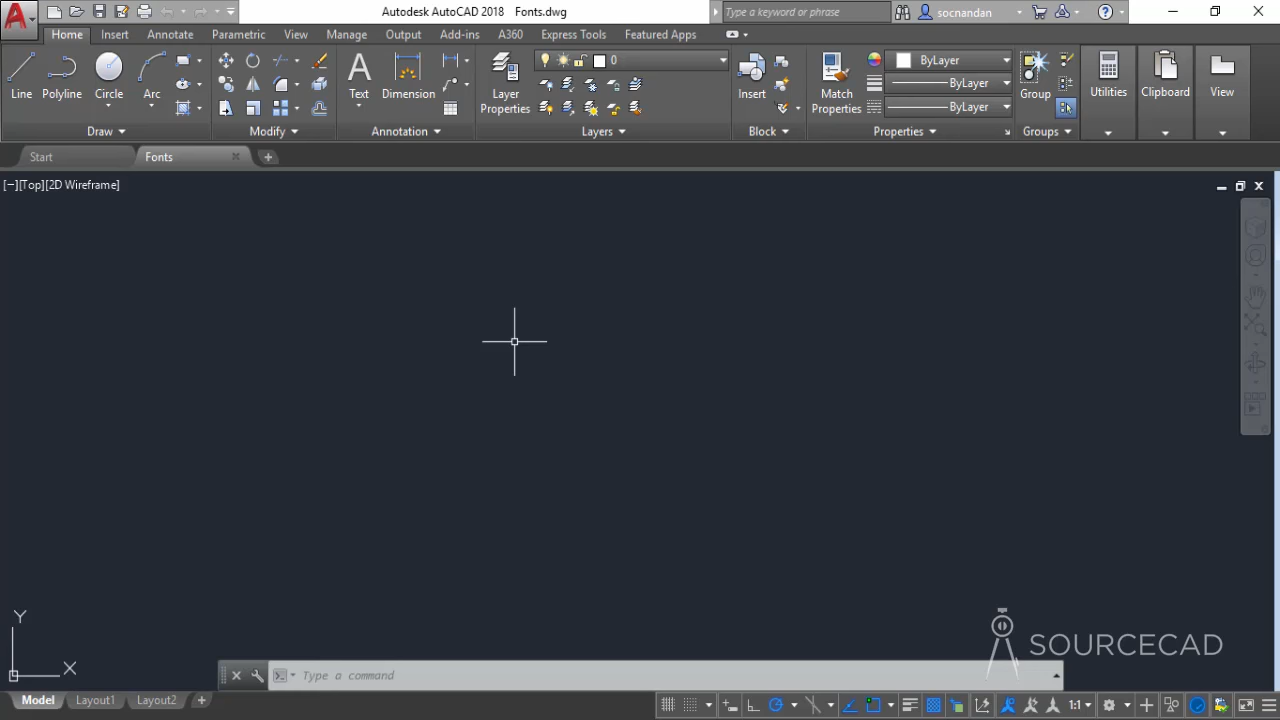 A Autodesk AutoCAD 2018 Fonts.dwg Type a keyword or phrase socnandan
Home Insert Annotate Parametric View Manage Output Add-ins A360 Express Tools Featured Apps
0 ByLayer
ByLayer
Line Polyline Circle Arc A Text Dimension Layer Properties Insert Match Properties Group Utilities Clipboard View
ByLayer
Draw Modify Annotation Layers Block Properties Groups
Start Fonts
[−][Top][2D Wireframe]
Y
X
SOURCECAD
Type a command
Model Layout1 Layout2 1:1